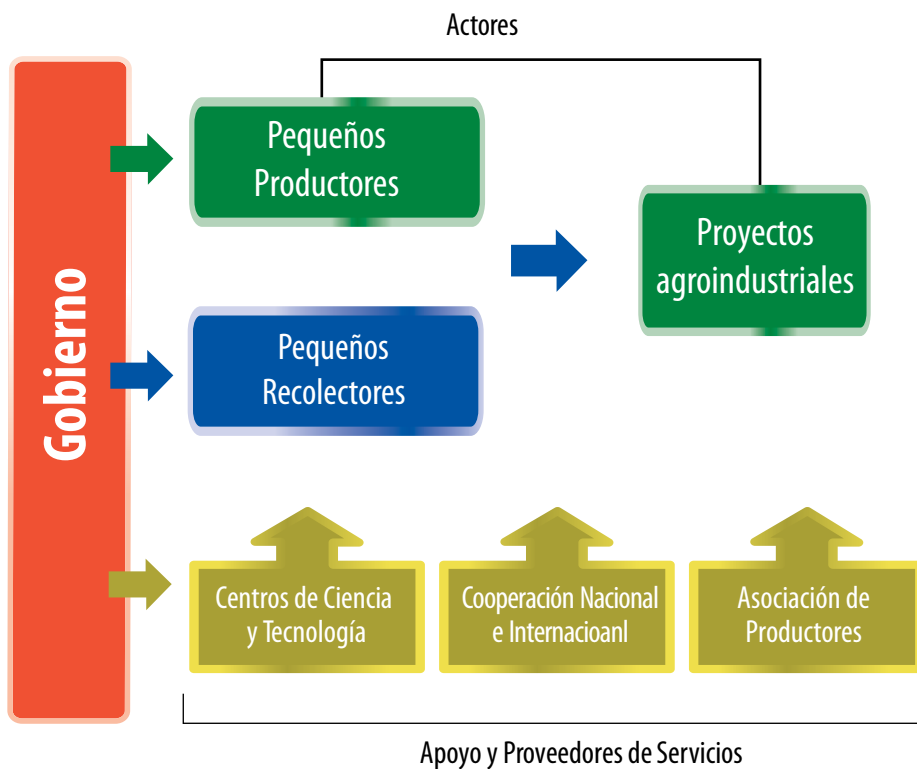 Actores
Gobierno
Pequeños
Productores
Proyectos
agroindustriales
Pequeños
Recolectores
Centros de Ciencia
y Tecnología
Cooperación Nacional
e Internacioanl
Asociación de
Productores
Apoyo y Proveedores de Servicios